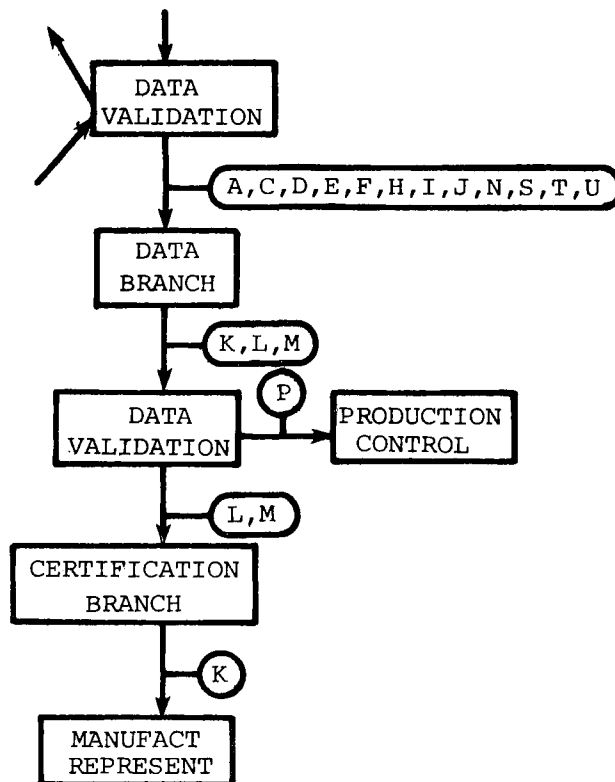 DATA
VALIDATION
A,C,D,E,F,H,I,J,N,S,T,U
DATA
BRANCH
K,L,M
P
DATA
VALIDATION
PRODUCTION
CONTROL
L,M
CERTIFICATION
BRANCH
K
MANUFACT
REPRESENT